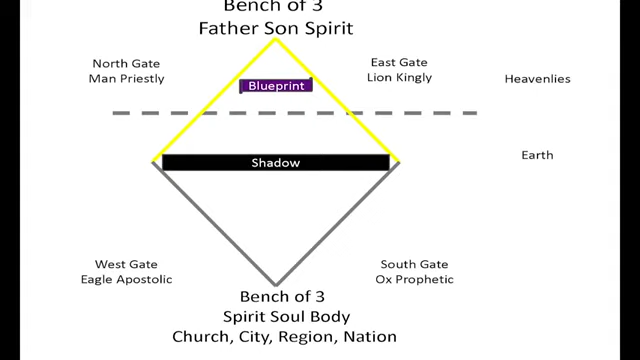 Bench of 3
Father Son Spirit
North Gate
Man Priestly
East Gate
Lion Kingly
Heavenlies
Blueprint
Shadow
Earth
West Gate
Eagle Apostolic
South Gate
Ox Prophetic
Bench of 3
Spirit Soul Body
Church, City, Region, Nation